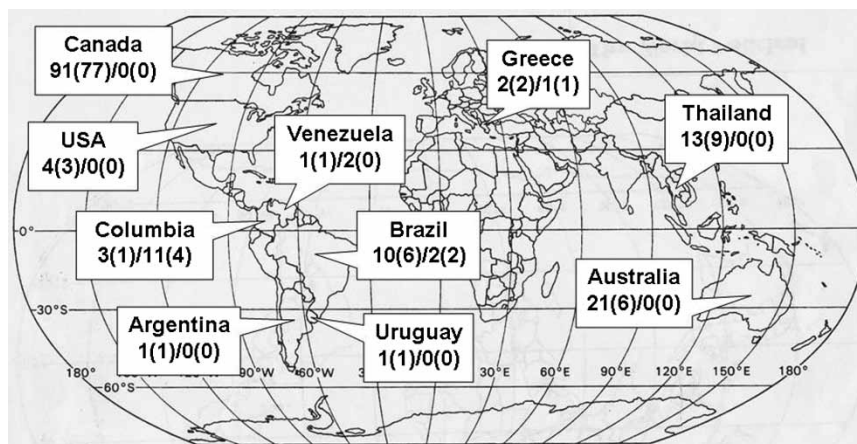 Canada
91(77)/0(0)
Greece
2(2)/1(1)
Thailand
13(9)/0(0)
USA
4(3)/0(0)
Venezuela
1(1)/2(0)
Columbia
3(1)/11(4)
Brazil
10(6)/2(2)
Australia
21(6)/0(0)
Argentina
1(1)/0(0)
Uruguay
1(1)/0(0)
0°
30°S
60°S
180°
120°W
90°W
60°W
30°E
60°E
90°E
120°E
150°E
180°